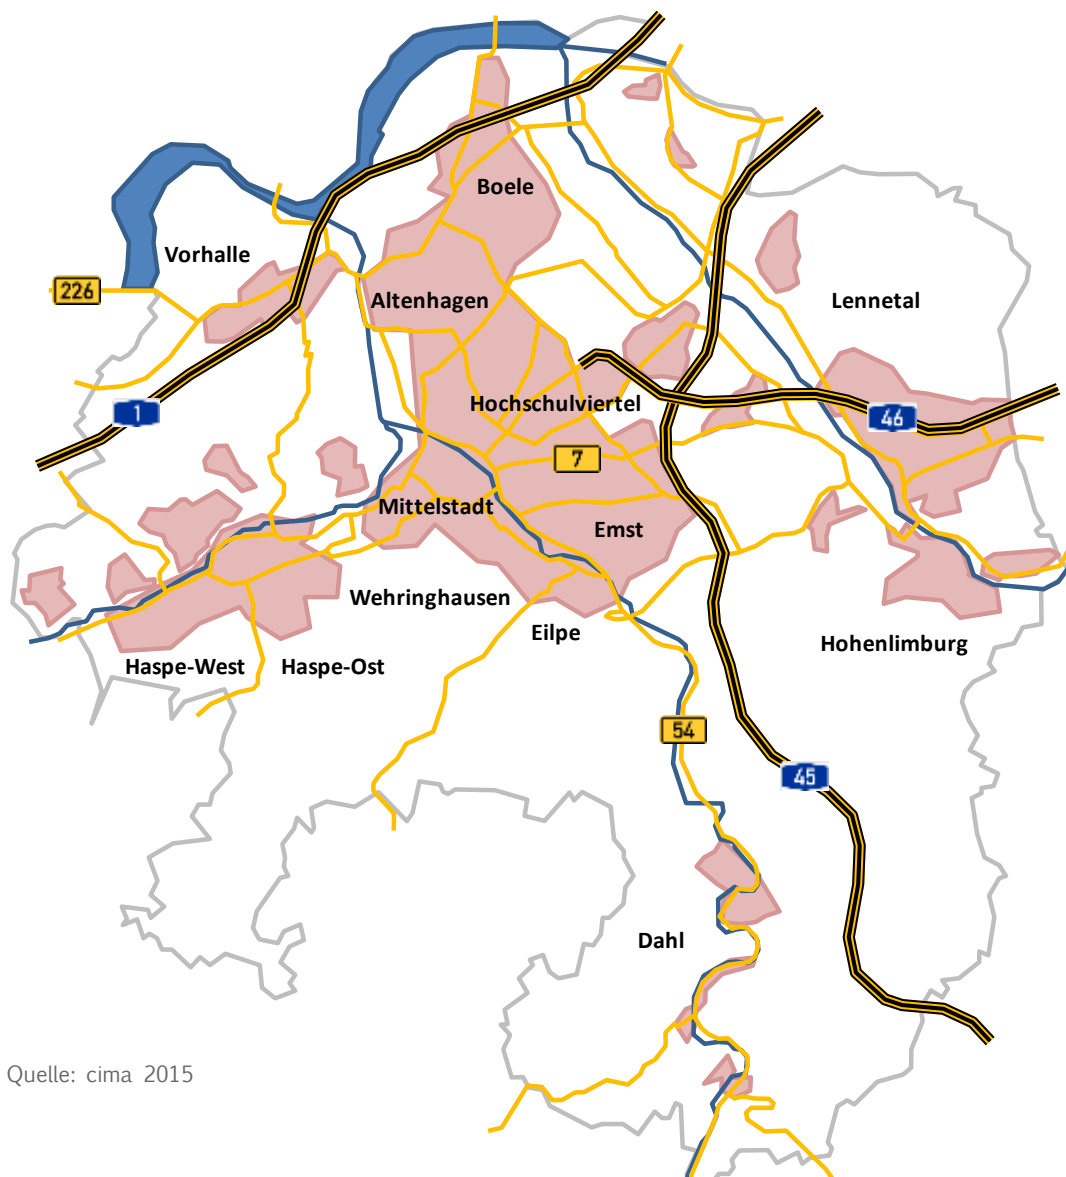 Boele
Vorhalle
226
Altenhagen
Lennetal
Hochschulviertel
1
46
7
Mittelstadt
Emst
Wehringhausen
Eilpe
Hohenlimburg
Haspe-West
Haspe-Ost
54
45
Dahl
Quelle: cima 2015